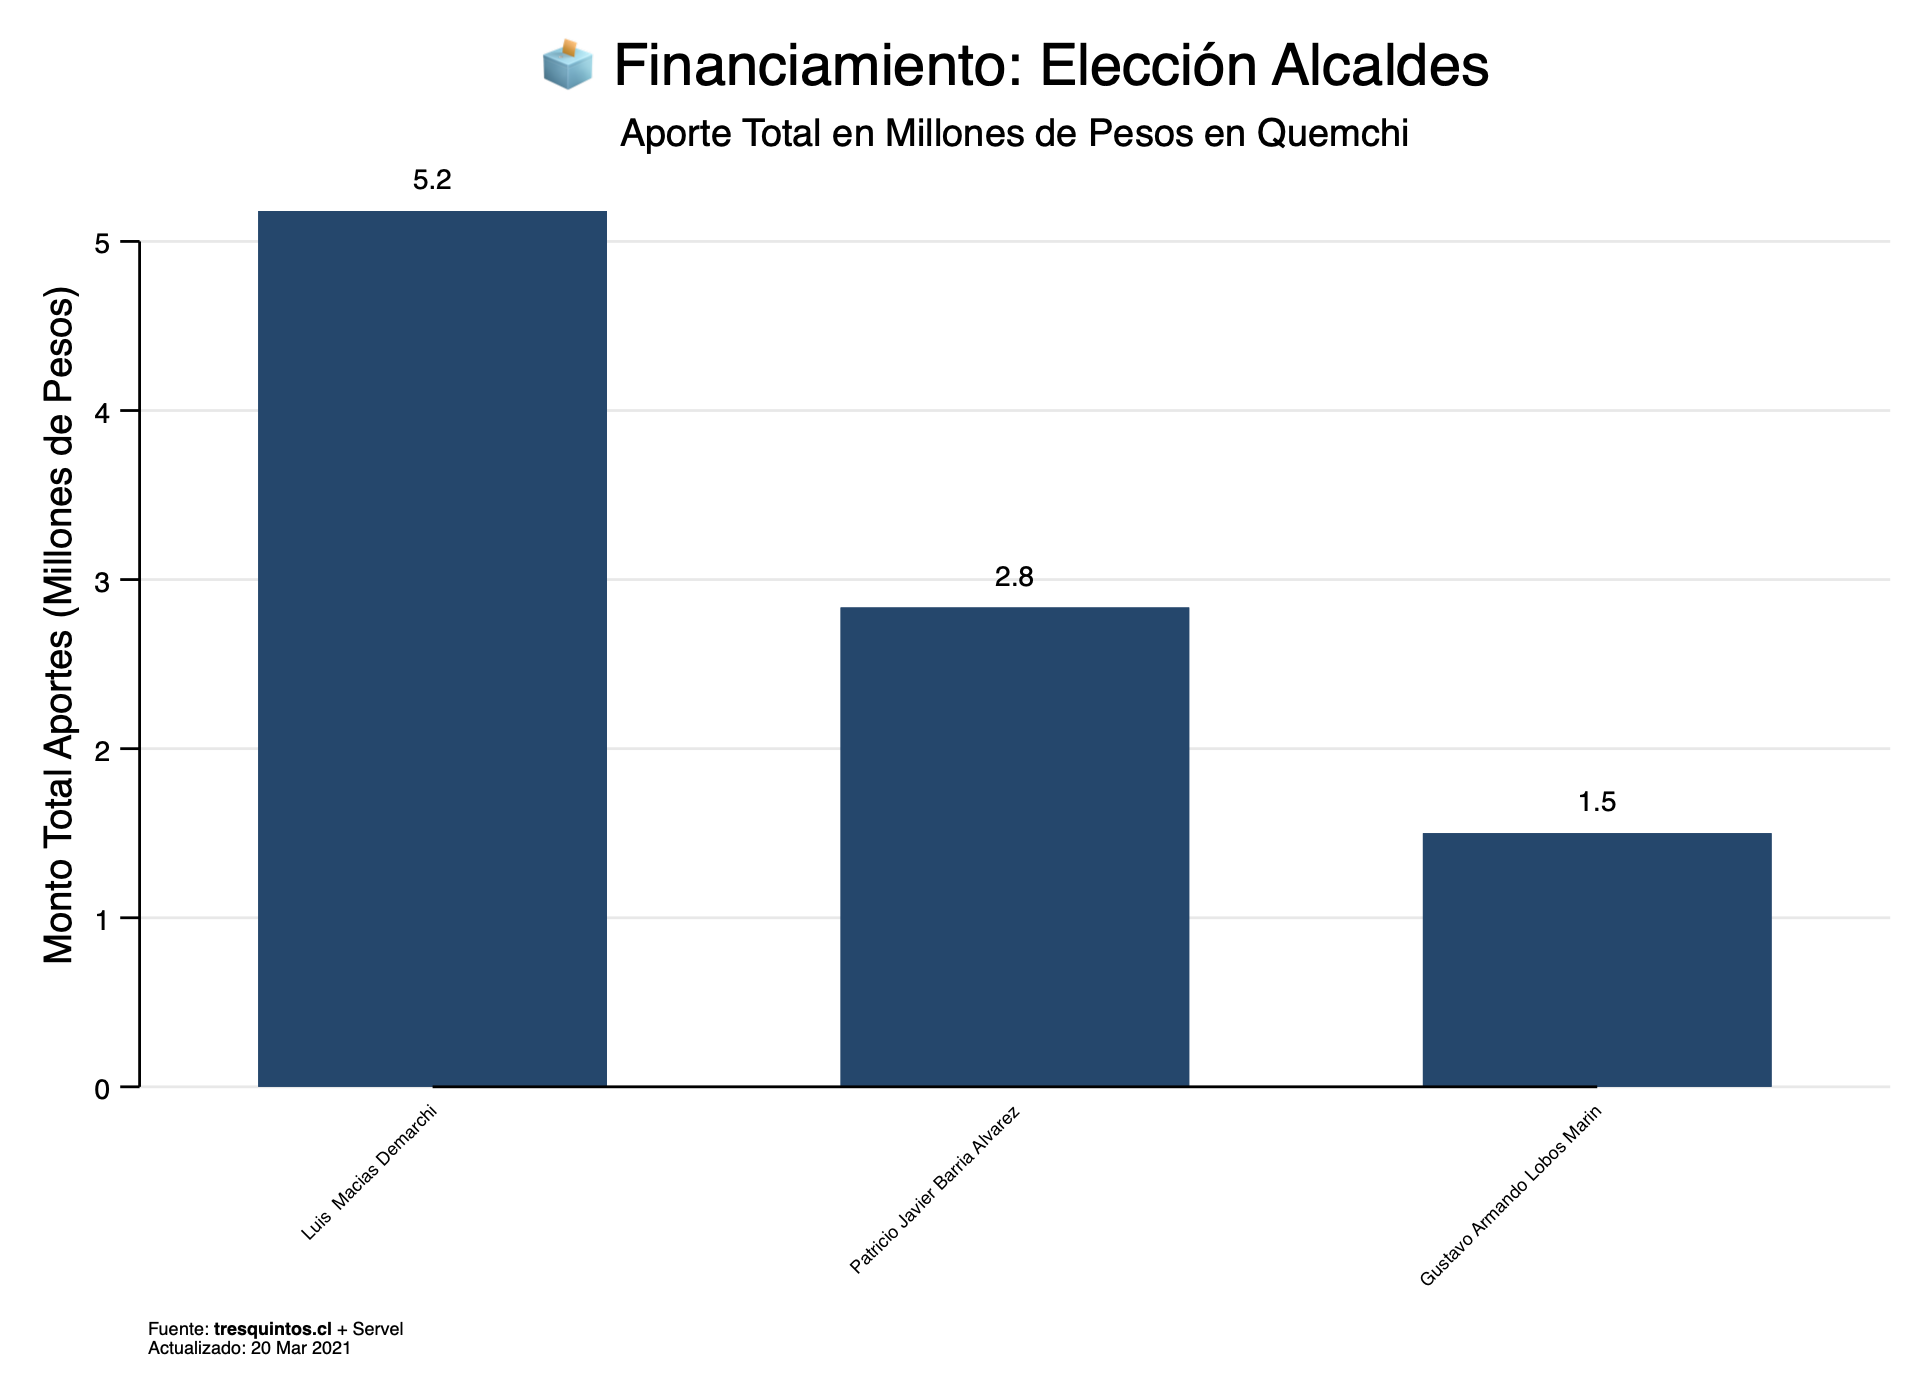 Financiamiento: Elección Alcaldes
Aporte Total en Millones de Pesos en Quemchi
Monto Total Aportes (Millones de Pesos)
5
4
3
2
1
0
5.2
2.8
1.5
Luis  Macias Demarchi
Patricio Javier Barria Alvarez
Gustavo Armando Lobos Marin
Fuente: tresquintos.cl + Servel
Actualizado: 20 Mar 2021